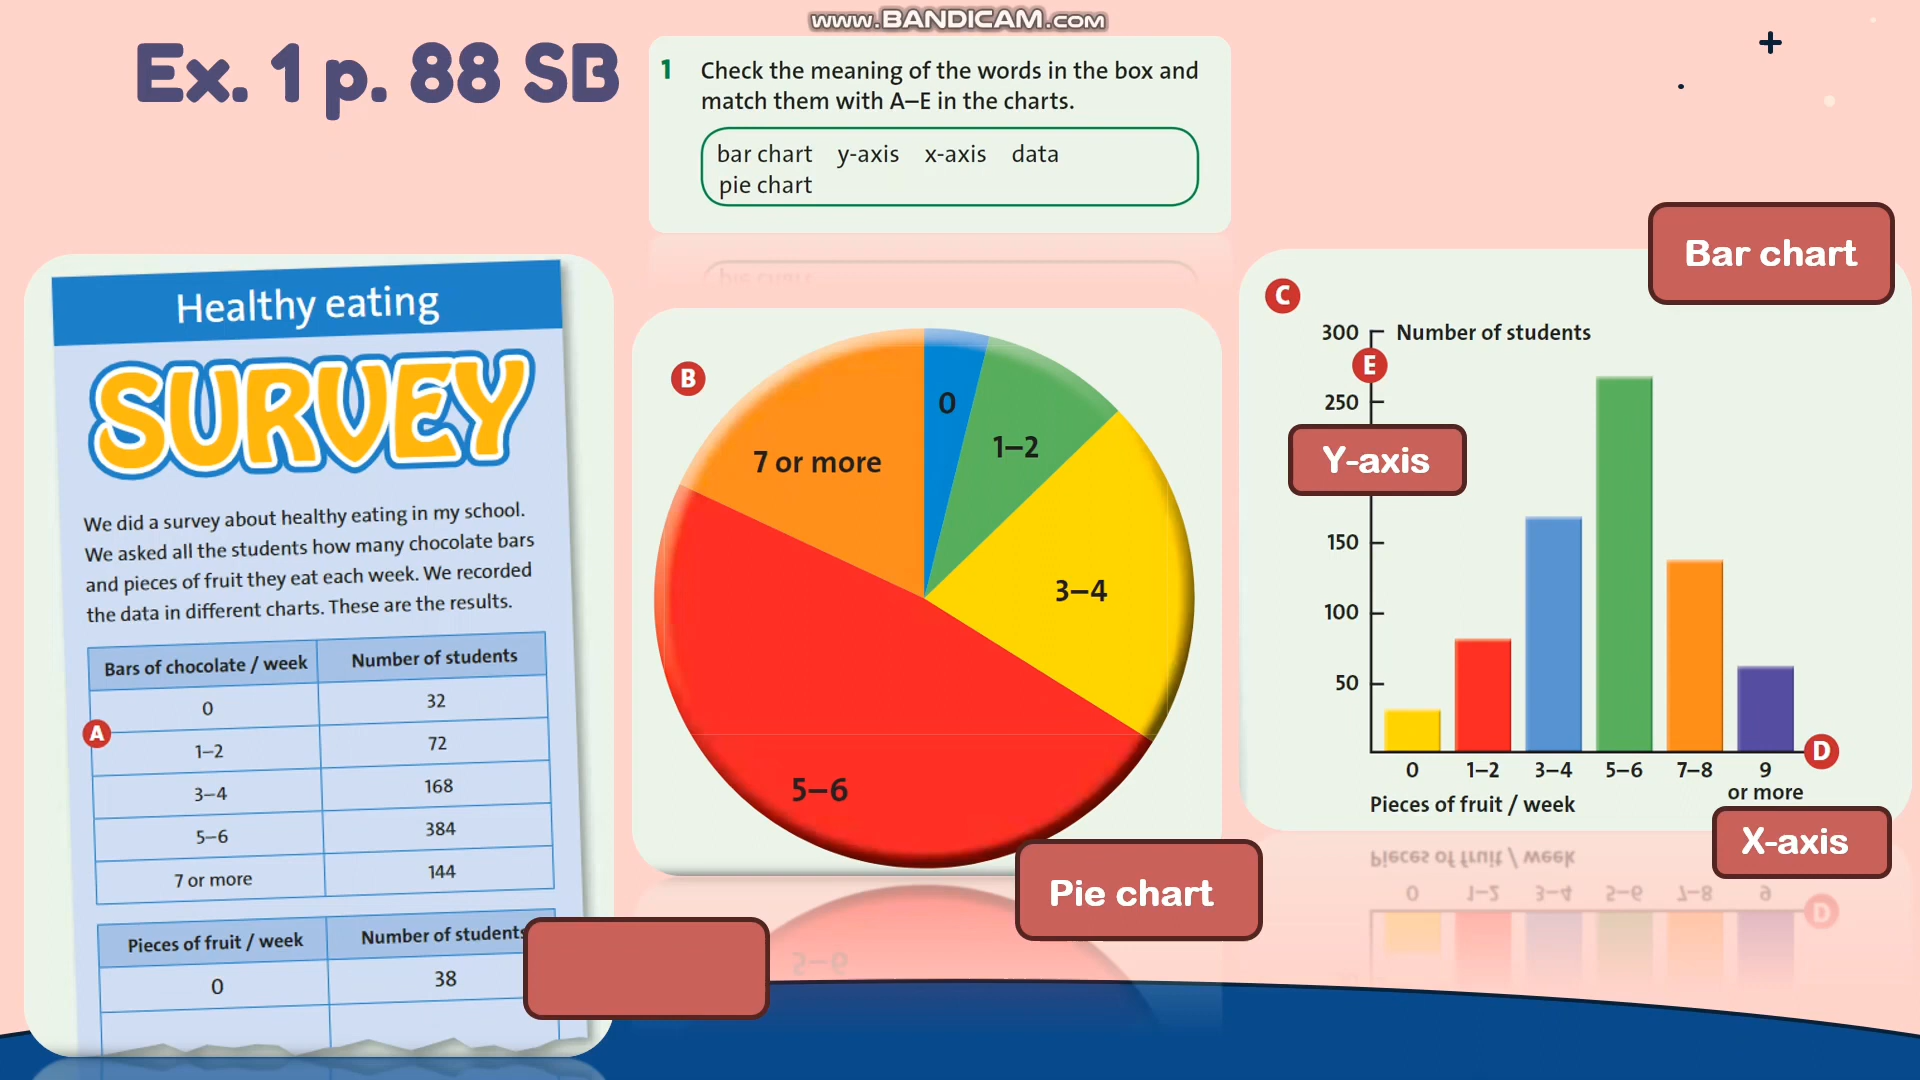 www.BANDICAM.com
Ex. 1 p. 88 SB
1 Check the meaning of the words in the box and
match them with A–E in the charts.
bar chart y-axis x-axis data
pie chart
Healthy eating
SURVEY
We did a survey about healthy eating in my school.
We asked all the students how many chocolate bars
and pieces of fruit they eat each week. We recorded
the data in different charts. These are the results.
Bars of chocolate / week Number of students
0 32
A
1–2 72
3–4 168
5–6 384
7 or more 144
Pieces of fruit / week Number of students
0 38
B
0
1–2
7 or more
3–4
5–6
Pie chart
Bar chart
C
300 Number of students
E
250
Y-axis
150
100
50
D
0 1–2 3–4 5–6 7–8 9
or more
Pieces of fruit / week
X-axis